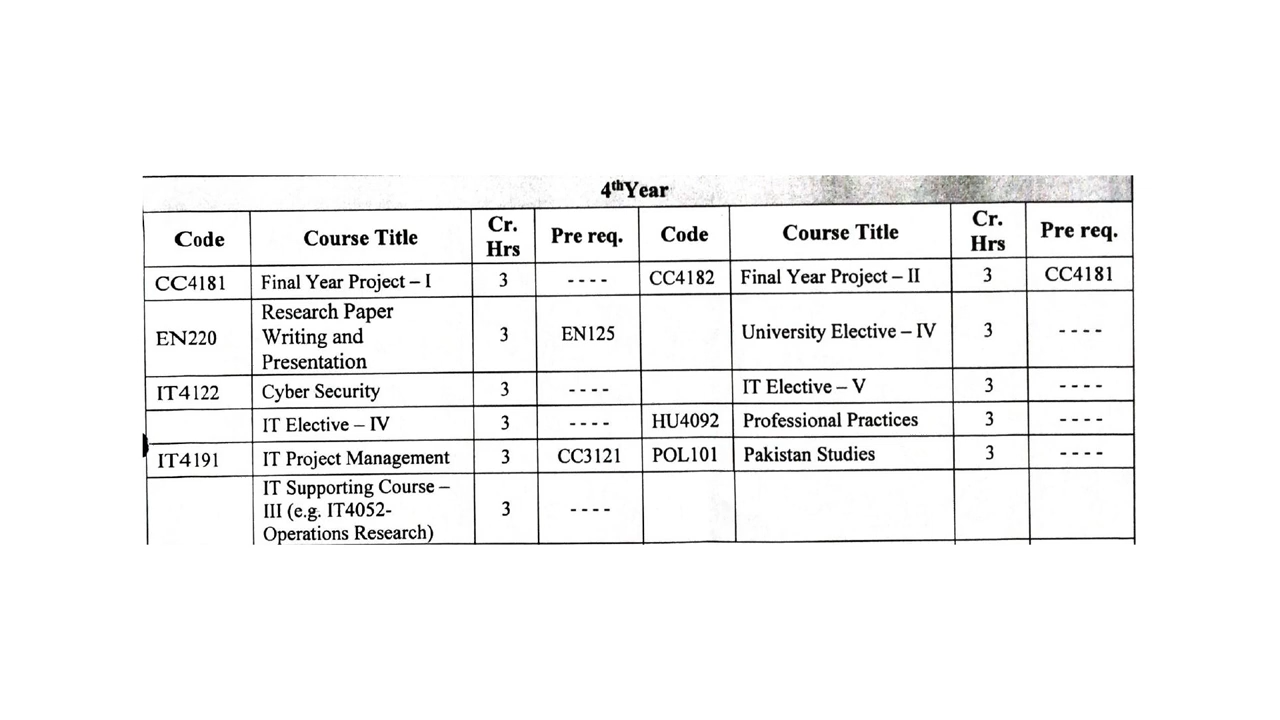 4thYear
Code Course Title Cr. Hrs Pre req. Code Course Title Cr. Hrs Pre req.
CC4181 Final Year Project – I 3 ---- CC4182 Final Year Project – II 3 CC4181
EN220 Research Paper Writing and Presentation 3 EN125 University Elective – IV 3 ----
IT4122 Cyber Security 3 ---- IT Elective – V 3 ----
IT Elective – IV 3 ---- HU4092 Professional Practices 3 ----
IT4191 IT Project Management 3 CC3121 POL101 Pakistan Studies 3 ----
IT Supporting Course – III (e.g. IT4052- Operations Research) 3 ----